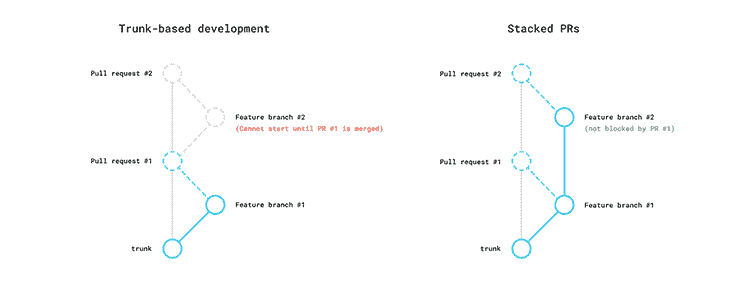 Trunk-based development
Pull request #2
Feature branch #2
(Cannot start until PR #1 is merged)
Pull request #1
Feature branch #1
trunk
Stacked PRs
Pull request #2
Feature branch #2
(not blocked by PR #1)
Pull request #1
Feature branch #1
trunk